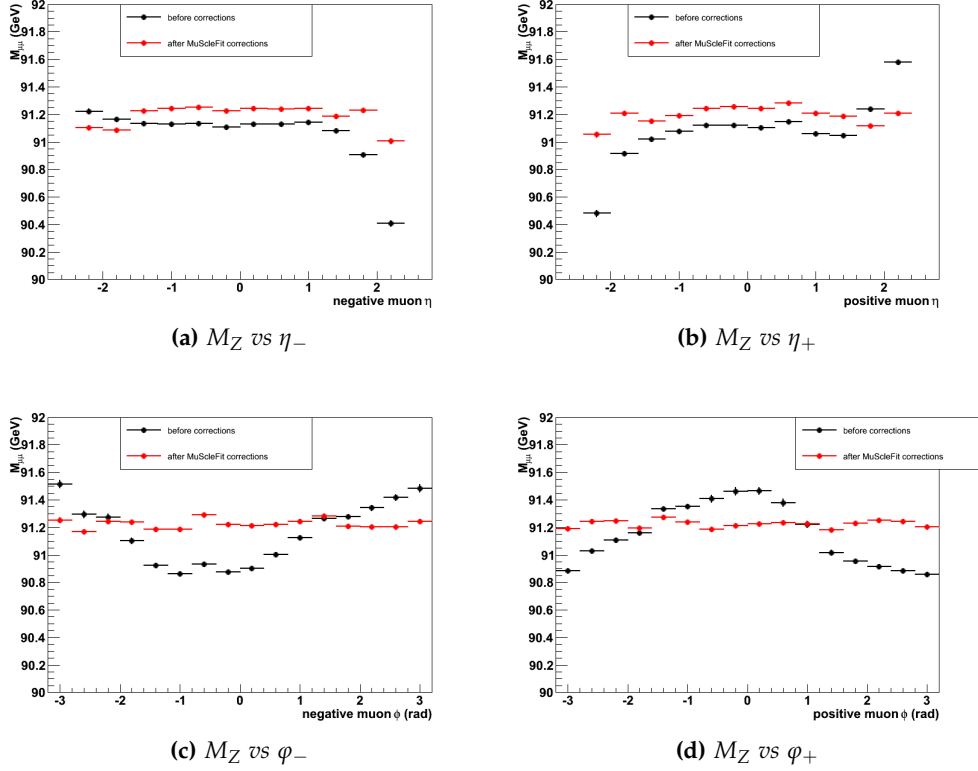 M_μμ (GeV)
before corrections
after MuScleFit corrections
92
91.8
91.6
91.4
91.2
91
90.8
90.6
90.4
90.2
90
-2 -1 0 1 2
negative muon η
(a) M_Z vs η_−
M_μμ (GeV)
before corrections
after MuScleFit corrections
92
91.8
91.6
91.4
91.2
91
90.8
90.6
90.4
90.2
90
-2 -1 0 1 2
positive muon η
(b) M_Z vs η_+
M_μμ (GeV)
before corrections
after MuScleFit corrections
92
91.8
91.6
91.4
91.2
91
90.8
90.6
90.4
90.2
90
-3 -2 -1 0 1 2 3
negative muon ϕ (rad)
(c) M_Z vs φ_−
M_μμ (GeV)
before corrections
after MuScleFit corrections
92
91.8
91.6
91.4
91.2
91
90.8
90.6
90.4
90.2
90
-3 -2 -1 0 1 2 3
positive muon ϕ (rad)
(d) M_Z vs φ_+